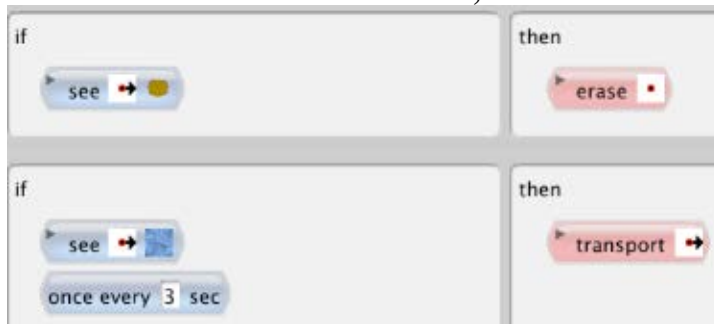 if then
see erase
if then
see transport
once every 3 sec